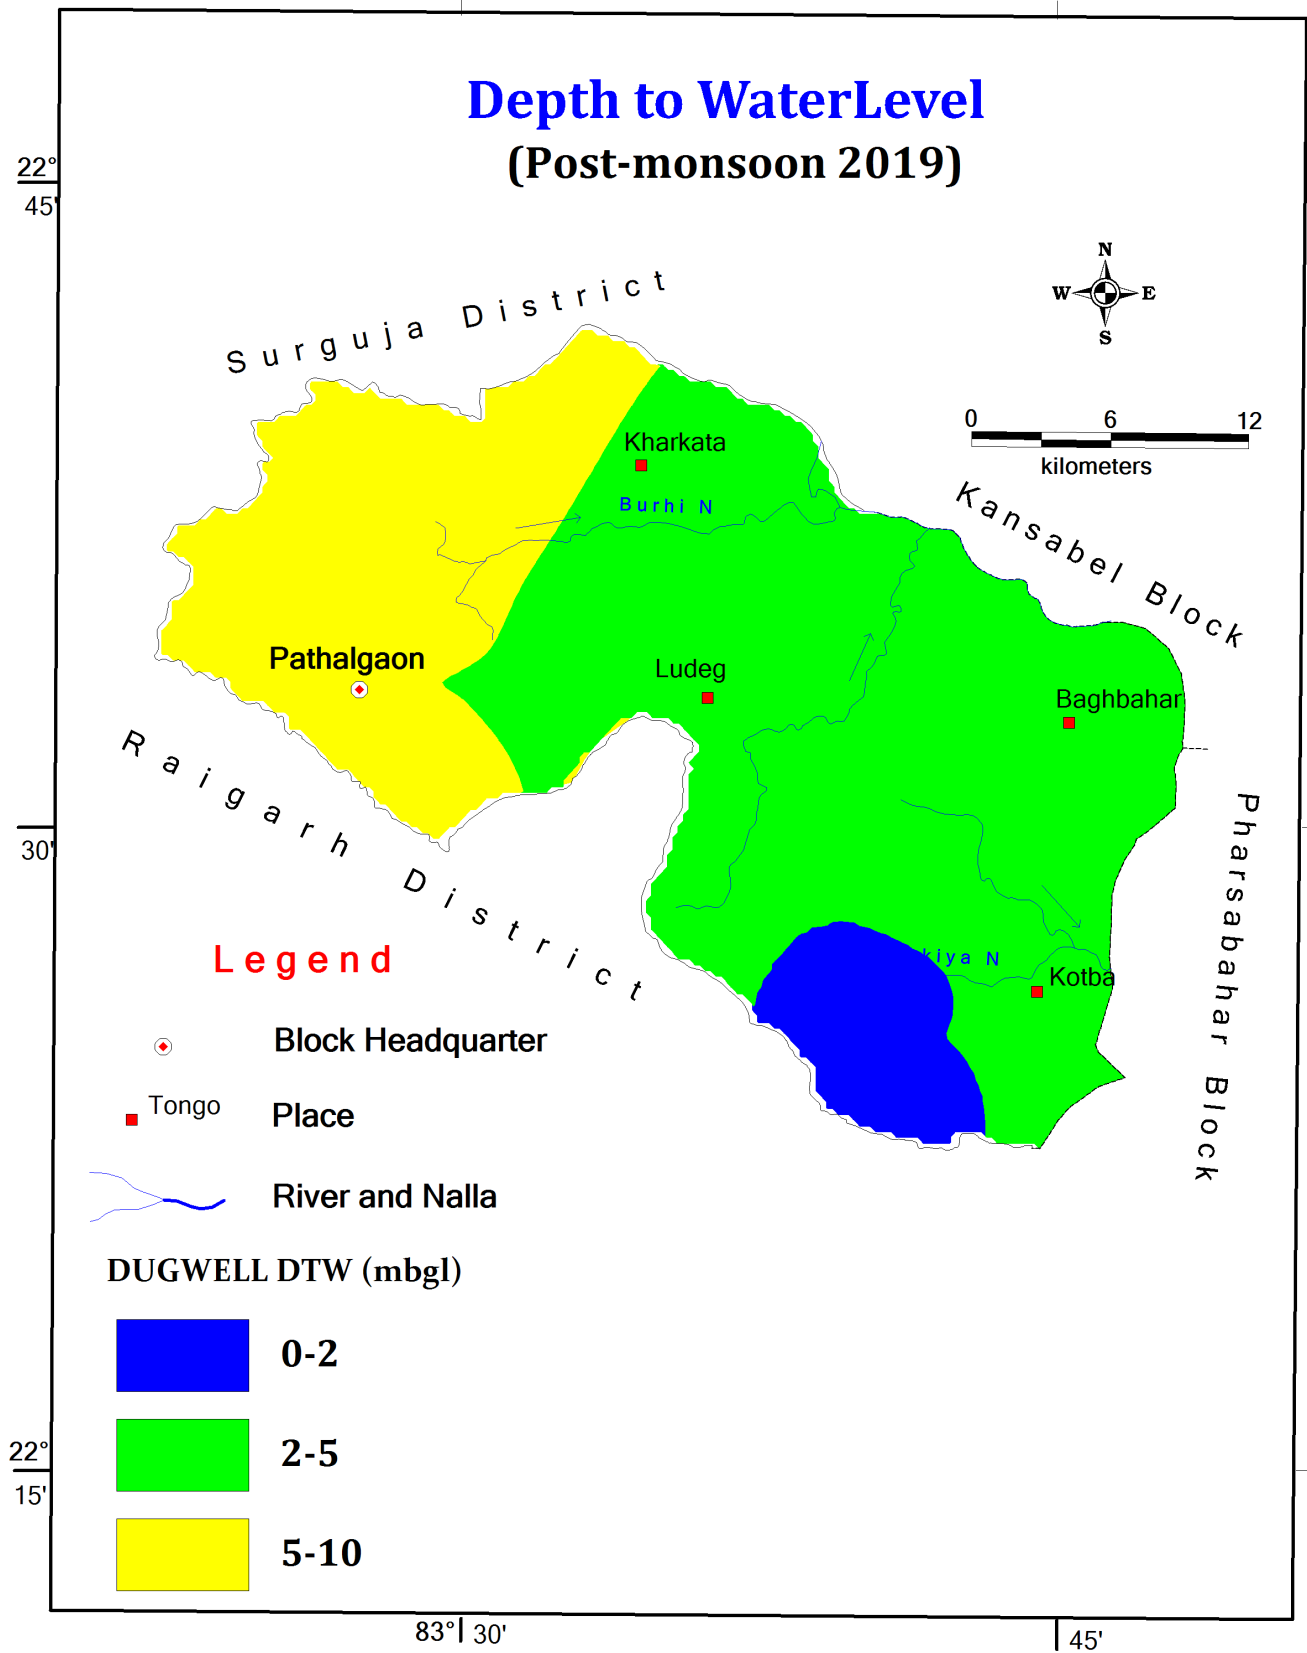 Depth to WaterLevel
(Post-monsoon 2019)
22°
45'
N
W E
S
Surguja District
0 6 12
kilometers
Kharkata
Burhi N
Kansabel Block
Pathalgaon
Ludeg
Baghbahar
Raigarh District
30'
Pharsabahar Block
kiya N
Kotba
Legend
Block Headquarter
Tongo
Place
River and Nalla
DUGWELL DTW (mbgl)
0-2
2-5
5-10
22°
15'
83° 30'
45'